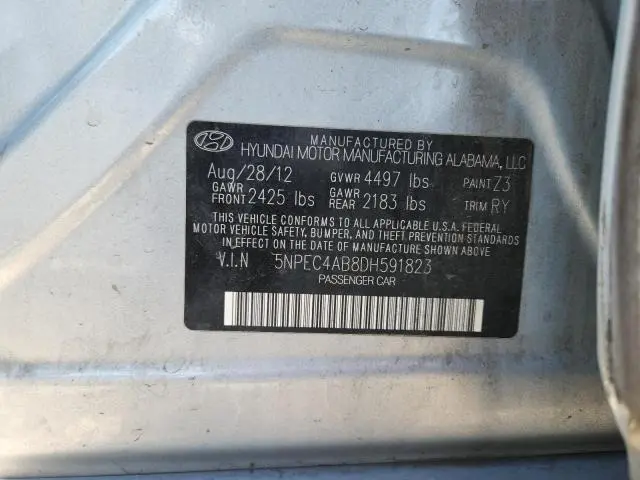 MANUFACTURED BY
HYUNDAI MOTOR MANUFACTURING ALABAMA, LLC
Aug/28/12 GVWR 4497 lbs PAINT Z3
GAWR FRONT 2425 lbs GAWR REAR 2183 lbs TRIM RY
THIS VEHICLE CONFORMS TO ALL APPLICABLE U.S.A. FEDERAL
MOTOR VEHICLE SAFETY, BUMPER, AND THEFT PREVENTION
STANDARDS IN EFFECT ON THE DATE OF MANUFACTURE SHOWN ABOVE
V.I.N 5NPEC4AB8DH591823
PASSENGER CAR